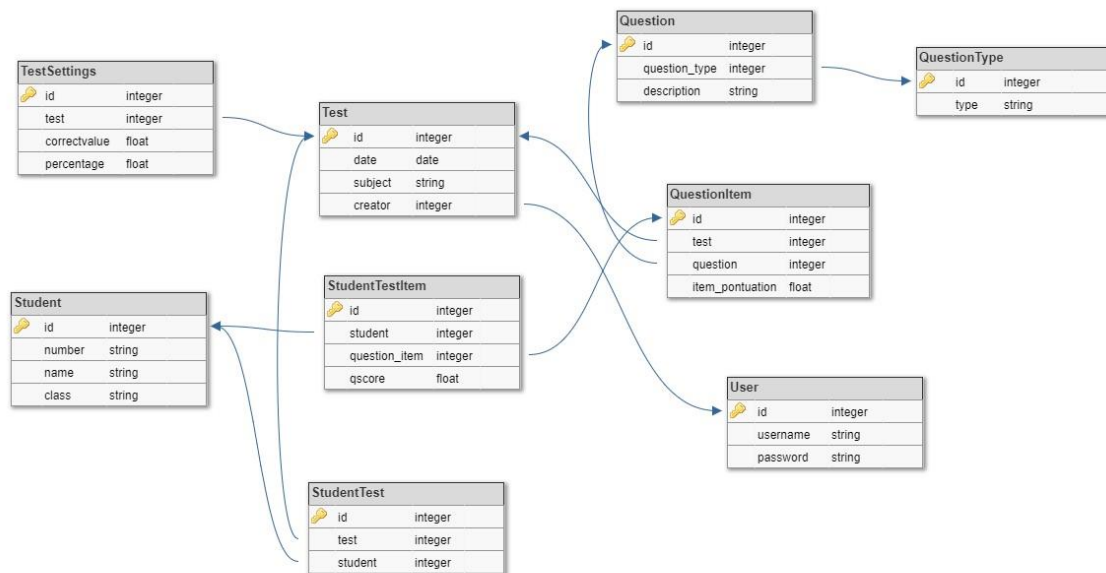 TestSettings
id integer
test integer
correctvalue float
percentage float
Test
id integer
date date
subject string
creator integer
Question
id integer
question_type integer
description string
QuestionType
id integer
type string
QuestionItem
id integer
test integer
question integer
item_pontuation float
Student
id integer
number string
name string
class string
StudentTestItem
id integer
student integer
question_item integer
qscore float
User
id integer
username string
password string
StudentTest
id integer
test integer
student integer